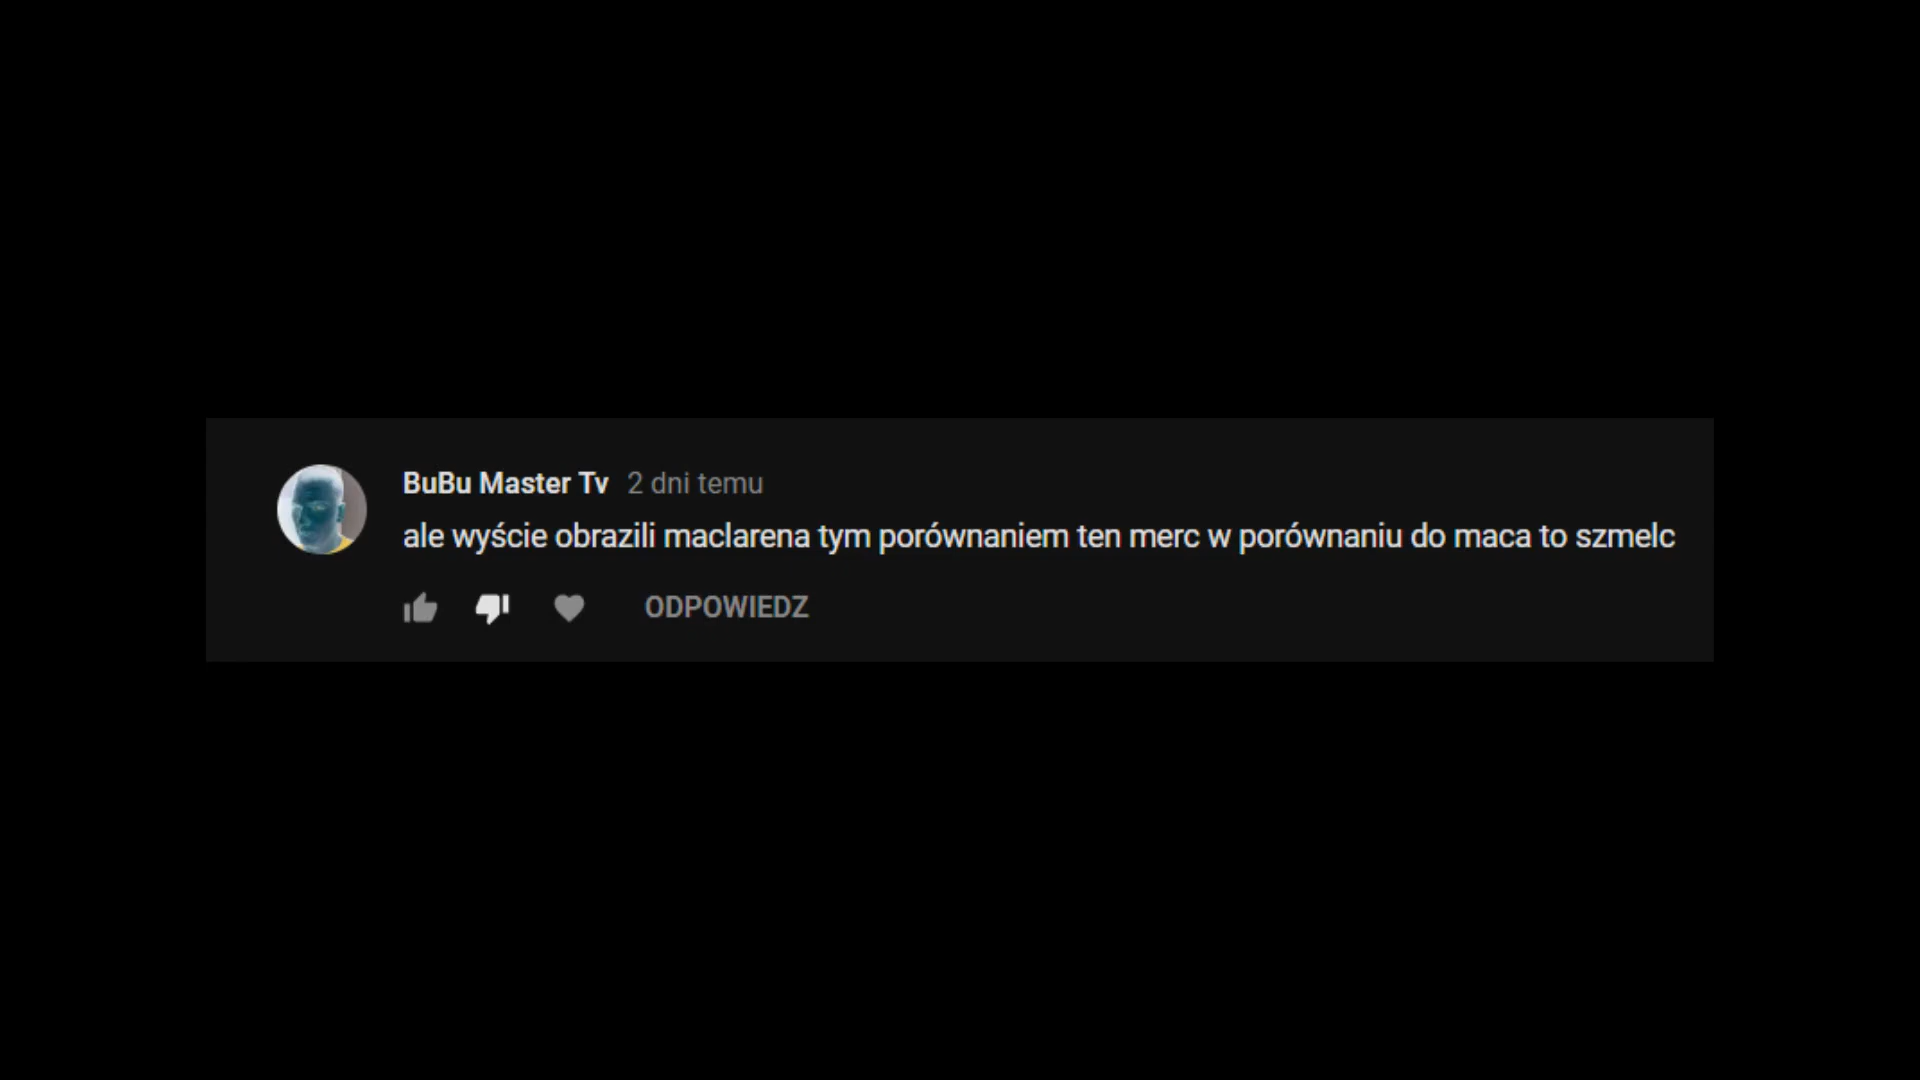 BuBu Master Tv 2 dni temu
ale wyście obrazili maclarena tym porównaniem ten merc w porównaniu do maca to szmelc
ODPOWIEDZ